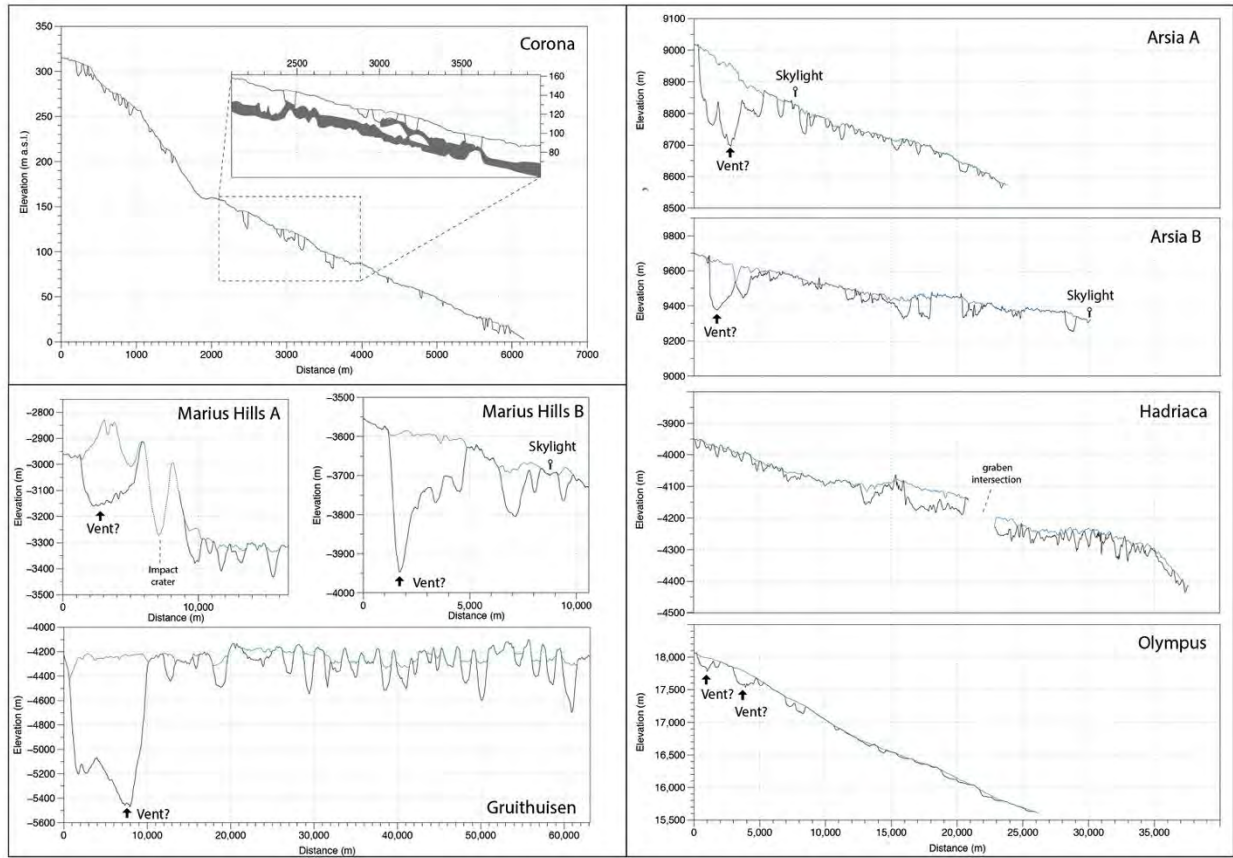 Corona
Elevation (m a.s.l.)
350
300
250
200
150
100
50
0
0 1000 2000 3000 4000 5000 6000 7000
Distance (m)
2500 3000 3500
160
140
120
100
80
Marius Hills A
Elevation (m)
-2800
-2900
-3000
-3100
-3200
-3300
-3400
-3500
Vent?
Impact
crater
0 10,000
Distance (m)
Marius Hills B
Elevation (m)
-3500
-3600
-3700
-3800
-3900
-4000
Skylight
Vent?
0 5,000 10,000
Distance (m)
Gruithuisen
Elevation (m)
-4000
-4200
-4400
-4600
-4800
-5000
-5200
-5400
-5600
Vent?
0 10,000 20,000 30,000 40,000 50,000 60,000
Distance (m)
Arsia A
Elevation (m)
9100
9000
8900
8800
8700
8600
8500
Skylight
Vent?
Arsia B
Elevation (m)
9800
9600
9400
9200
9000
Skylight
Vent?
Hadriaca
Elevation (m)
-3900
-4000
-4100
-4200
-4300
-4400
-4500
graben
intersection
Olympus
Elevation (m)
18,000
17,500
17,000
16,500
16,000
15,500
Vent?
Vent?
0 5,000 10,000 15,000 20,000 25,000 30,000 35,000
Distance (m)